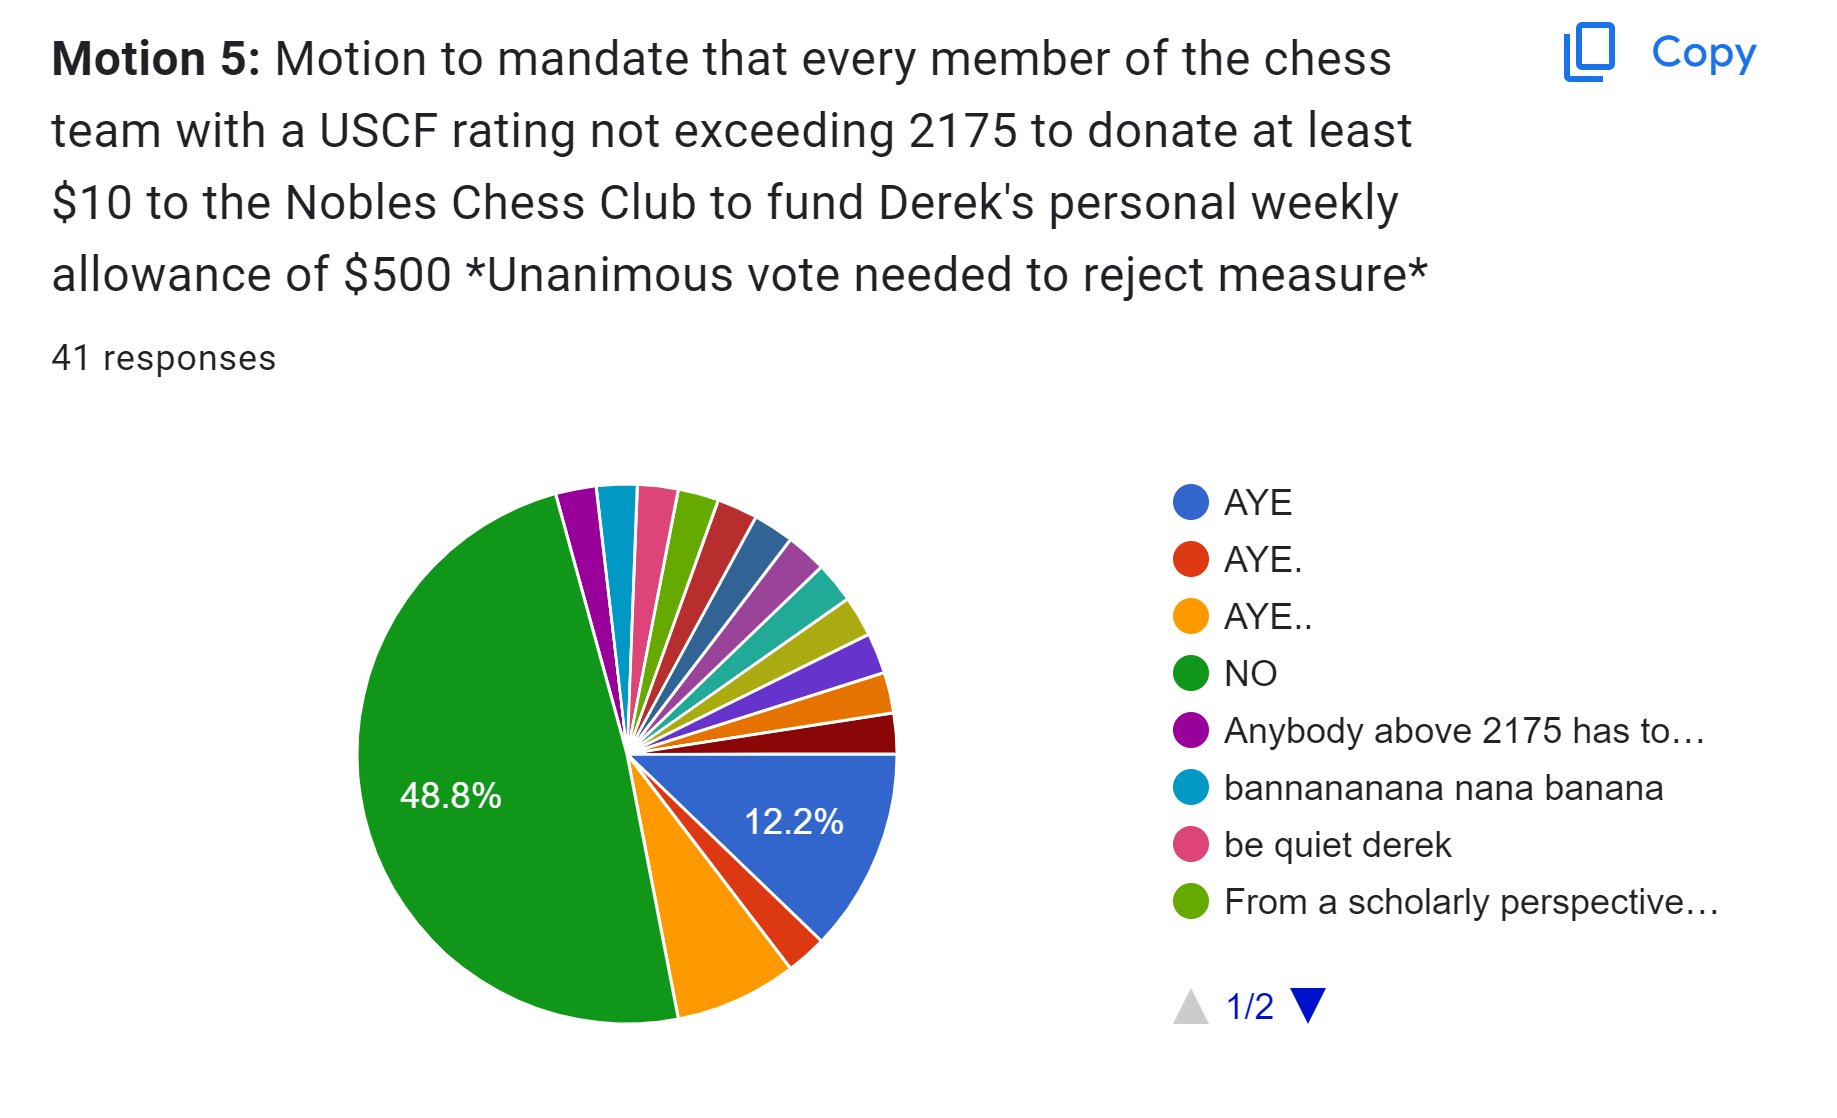 Motion 5: Motion to mandate that every member of the chess
team with a USCF rating not exceeding 2175 to donate at least
$10 to the Nobles Chess Club to fund Derek's personal weekly
allowance of $500 *Unanimous vote needed to reject measure*
Copy
41 responses
48.8%
12.2%
AYE
AYE.
AYE..
NO
Anybody above 2175 has to…
bannananana nana banana
be quiet derek
From a scholarly perspective…
1/2